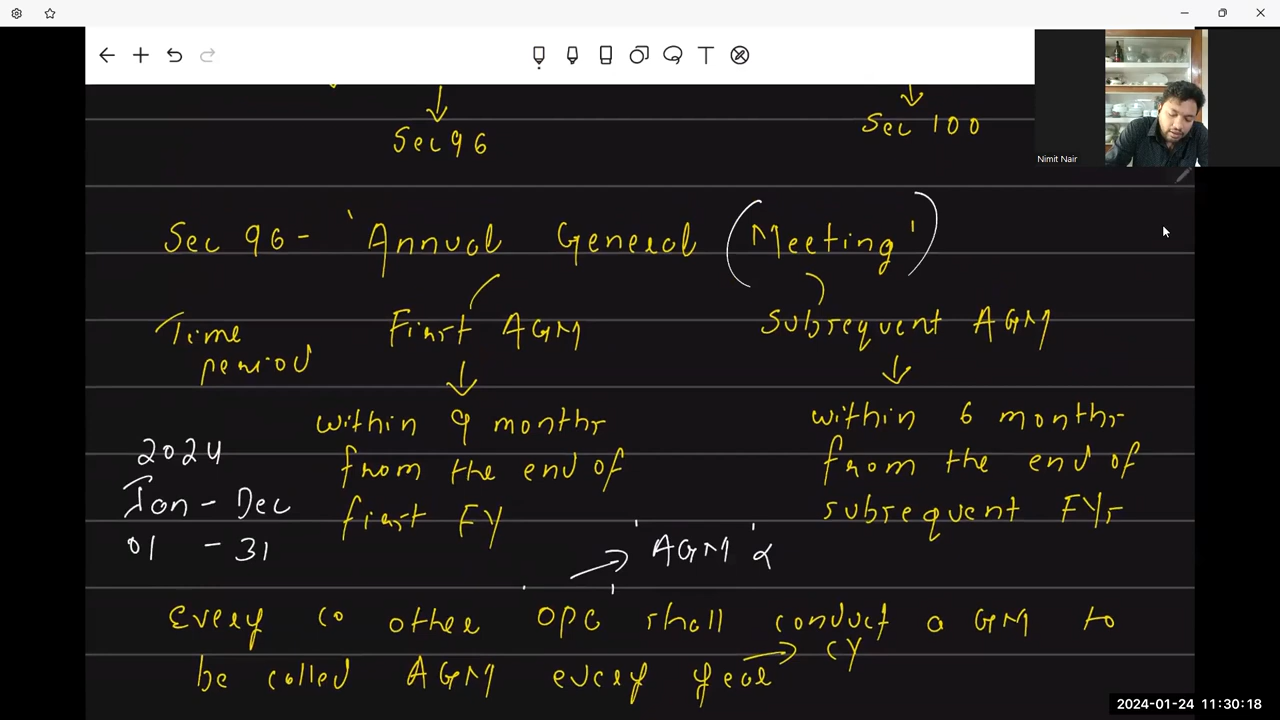 Sec 96
Sec 100
Nimit Nair
Sec 96 - 'Annual General (Meeting')
Time period
First AGM
Subsequent AGM
within 9 months
from the end of
first FY
within 6 months
from the end of
subsequent FYs
2024
Jan - Dec
01 - 31
'AGM'
Every co other OPC shall conduct a GM to
be called AGM every year → CY
2024-01-24 11:30:18